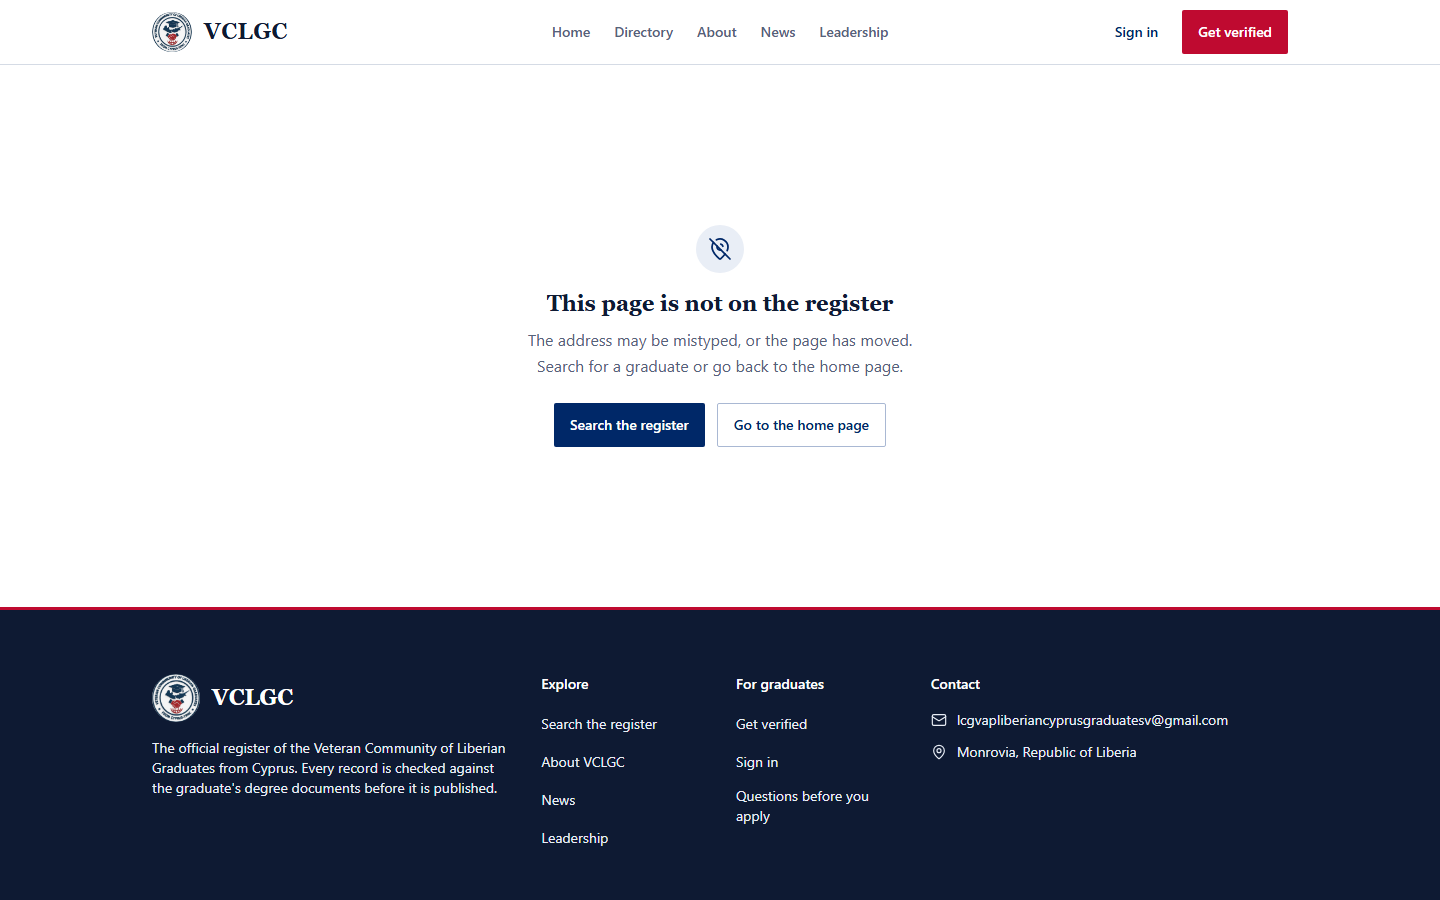 VCLGC
Home
Directory
About
News
Leadership
Sign in
Get verified
This page is not on the register
The address may be mistyped, or the page has moved.
Search for a graduate or go back to the home page.
Search the register
Go to the home page
VCLGC
The official register of the Veteran Community of Liberian
Graduates from Cyprus. Every record is checked against
the graduate's degree documents before it is published.
Explore
Search the register
About VCLGC
News
Leadership
For graduates
Get verified
Sign in
Questions before you
apply
Contact
lcgvapliberiancyprusgraduatesv@gmail.com
Monrovia, Republic of Liberia